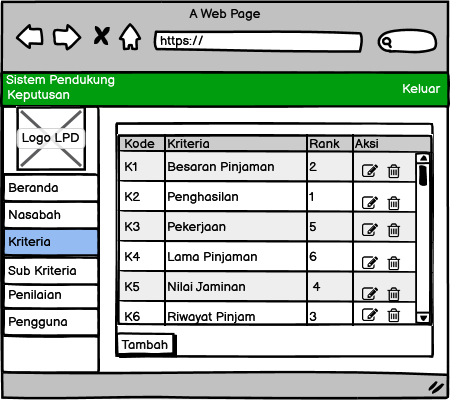 A Web Page
https://
Sistem Pendukung
Keputusan
Keluar
Logo LPD
Beranda
Nasabah
Kriteria
Sub Kriteria
Penilaian
Pengguna
Kode Kriteria Rank Aksi
K1 Besaran Pinjaman 2
K2 Penghasilan 1
K3 Pekerjaan 5
K4 Lama Pinjaman 6
K5 Nilai Jaminan 4
K6 Riwayat Pinjam 3
Tambah